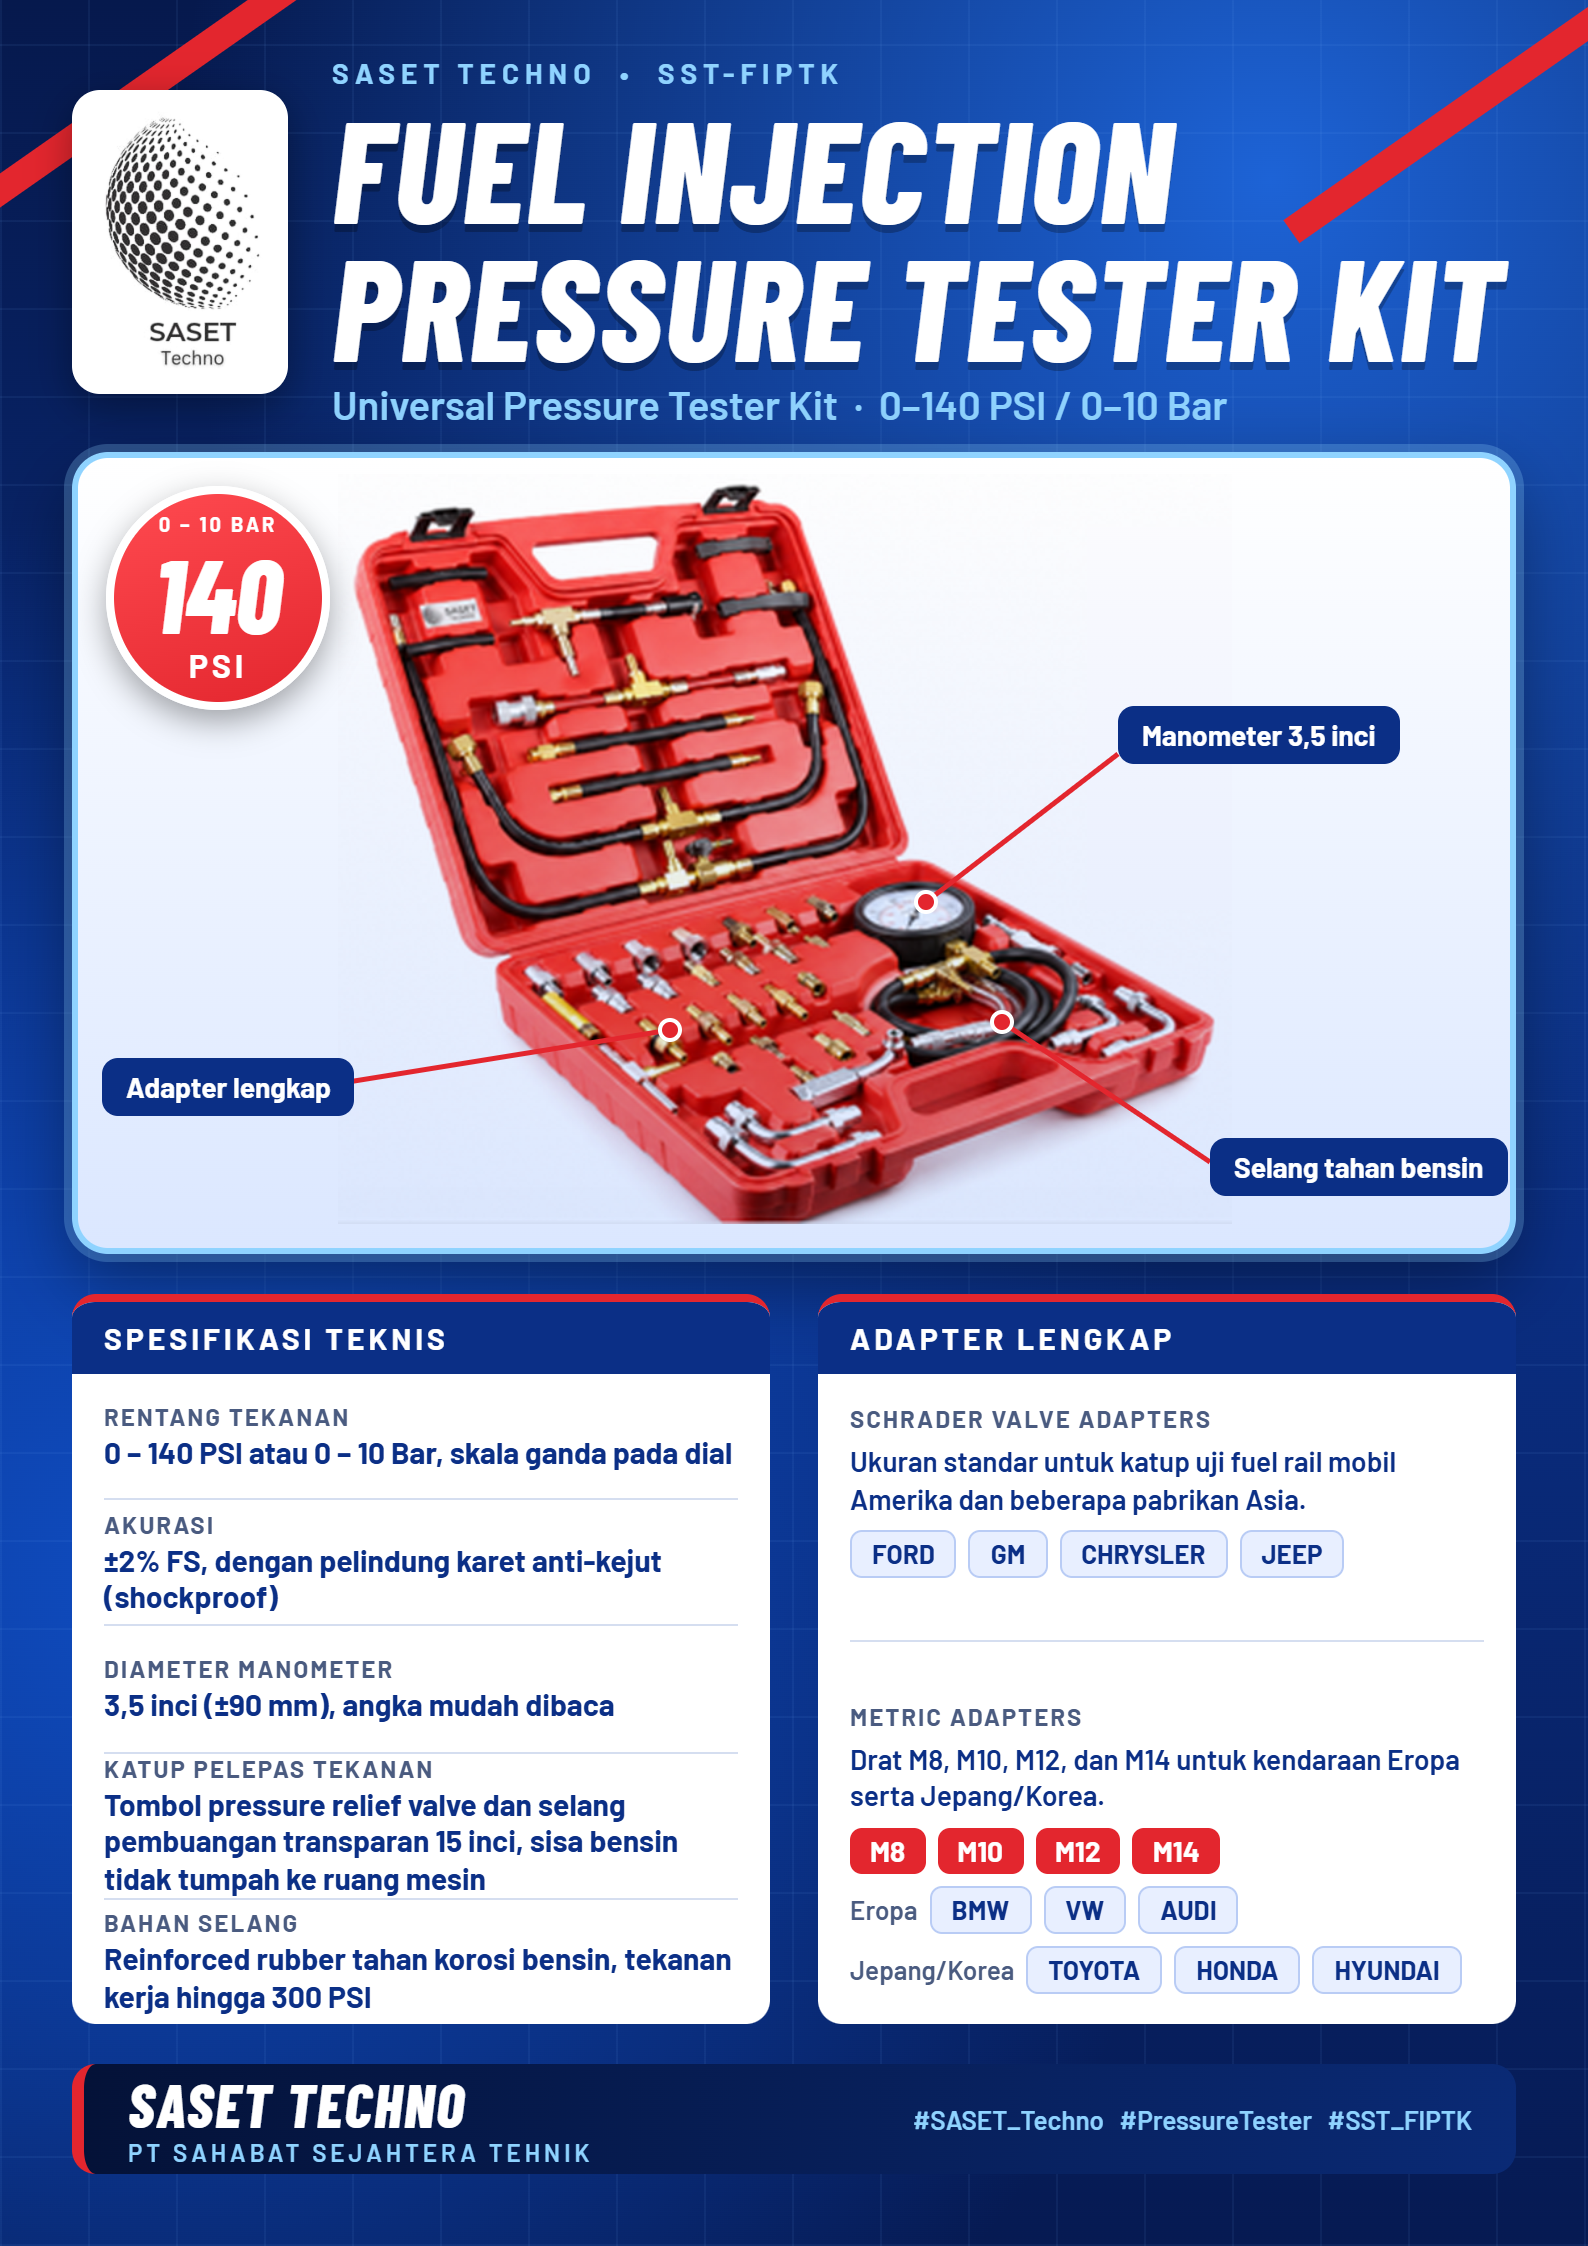 SASET TECHNO • SST-FIPTK
FUEL INJECTION
PRESSURE TESTER KIT
Universal Pressure Tester Kit · 0–140 PSI / 0–10 Bar
SASET
Techno
0 – 10 BAR
140
PSI
SASET
Manometer 3,5 inci
Adapter lengkap
Selang tahan bensin
SPESIFIKASI TEKNIS
RENTANG TEKANAN
0 – 140 PSI atau 0 – 10 Bar, skala ganda pada dial
AKURASI
±2% FS, dengan pelindung karet anti-kejut
(shockproof)
DIAMETER MANOMETER
3,5 inci (±90 mm), angka mudah dibaca
KATUP PELEPAS TEKANAN
Tombol pressure relief valve dan selang
pembuangan transparan 15 inci, sisa bensin
tidak tumpah ke ruang mesin
BAHAN SELANG
Reinforced rubber tahan korosi bensin, tekanan
kerja hingga 300 PSI
ADAPTER LENGKAP
SCHRADER VALVE ADAPTERS
Ukuran standar untuk katup uji fuel rail mobil
Amerika dan beberapa pabrikan Asia.
FORD GM CHRYSLER JEEP
METRIC ADAPTERS
Drat M8, M10, M12, dan M14 untuk kendaraan Eropa
serta Jepang/Korea.
M8 M10 M12 M14
Eropa BMW VW AUDI
Jepang/Korea TOYOTA HONDA HYUNDAI
SASET TECHNO
PT SAHABAT SEJAHTERA TEHNIK
#SASET_Techno #PressureTester #SST_FIPTK